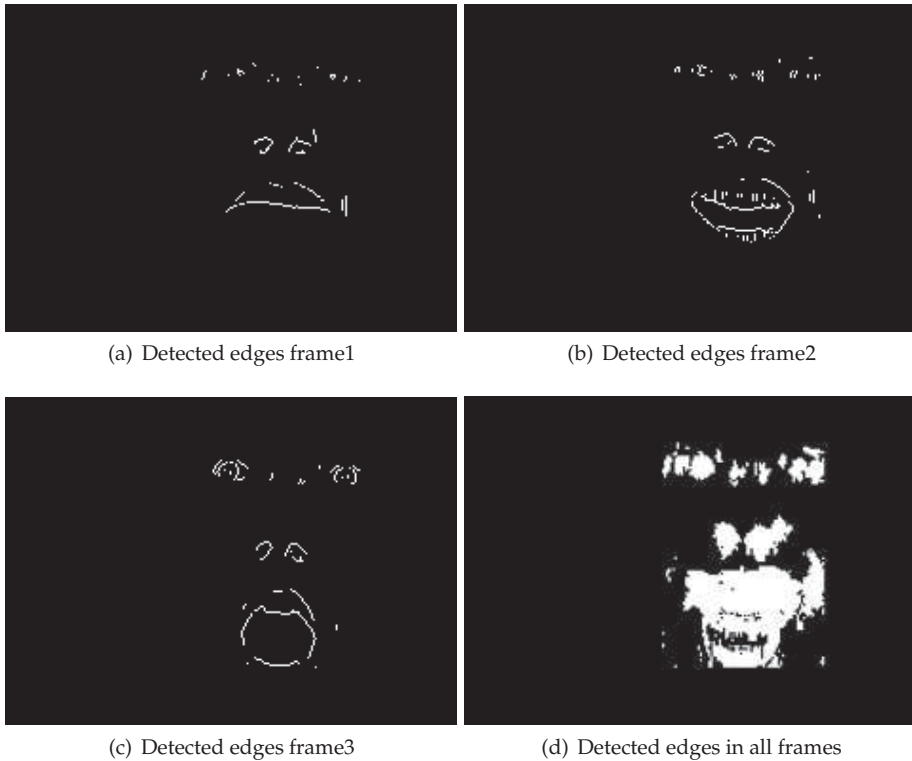 (a) Detected edges frame1
(b) Detected edges frame2
(c) Detected edges frame3
(d) Detected edges in all frames